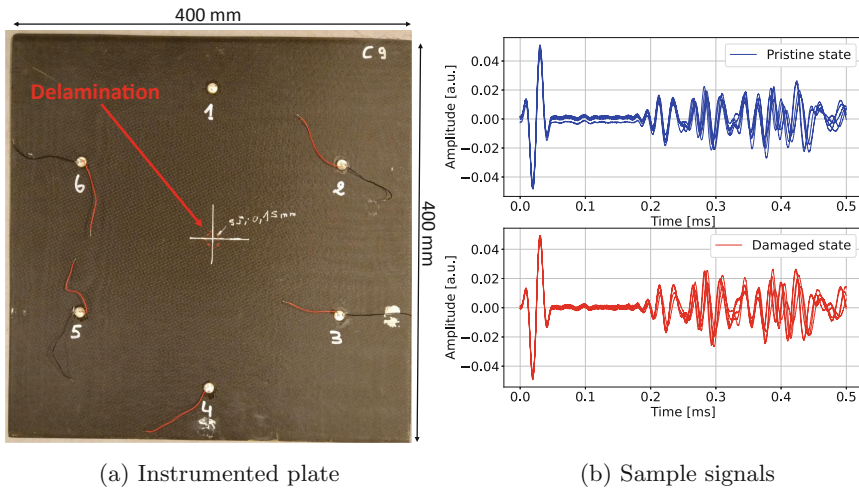 400 mm
C9
Delamination
1
2
6
5
3
4
400 mm
(a) Instrumented plate
Pristine state
Amplitude [a.u.]
0.04
0.02
0.00
−0.02
−0.04
0.0 0.1 0.2 0.3 0.4 0.5
Time [ms]
Damaged state
Amplitude [a.u.]
0.04
0.02
0.00
−0.02
−0.04
0.0 0.1 0.2 0.3 0.4 0.5
Time [ms]
(b) Sample signals